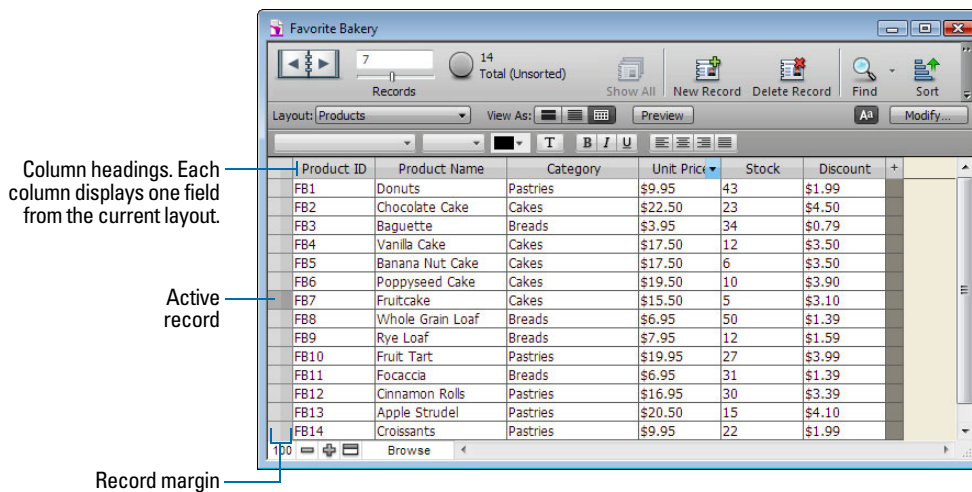 Favorite Bakery
7
14
Total (Unsorted)
Records
Show All
New Record
Delete Record
Find
Sort
Layout: Products
View As:
Preview
Aa
Modify...
T B I U
Column headings. Each
column displays one field
from the current layout.
Product ID Product Name Category Unit Price Stock Discount +
FB1 Donuts Pastries $9.95 43 $1.99
FB2 Chocolate Cake Cakes $22.50 23 $4.50
FB3 Baguette Breads $3.95 34 $0.79
FB4 Vanilla Cake Cakes $17.50 12 $3.50
FB5 Banana Nut Cake Cakes $17.50 6 $3.50
FB6 Poppyseed Cake Cakes $19.50 10 $3.90
Active
record
FB7 Fruitcake Cakes $15.50 5 $3.10
FB8 Whole Grain Loaf Breads $6.95 50 $1.39
FB9 Rye Loaf Breads $7.95 12 $1.59
FB10 Fruit Tart Pastries $19.95 27 $3.99
FB11 Focaccia Breads $6.95 31 $1.39
FB12 Cinnamon Rolls Pastries $16.95 30 $3.39
FB13 Apple Strudel Pastries $20.50 15 $4.10
FB14 Croissants Pastries $9.95 22 $1.99
100 Browse
Record margin